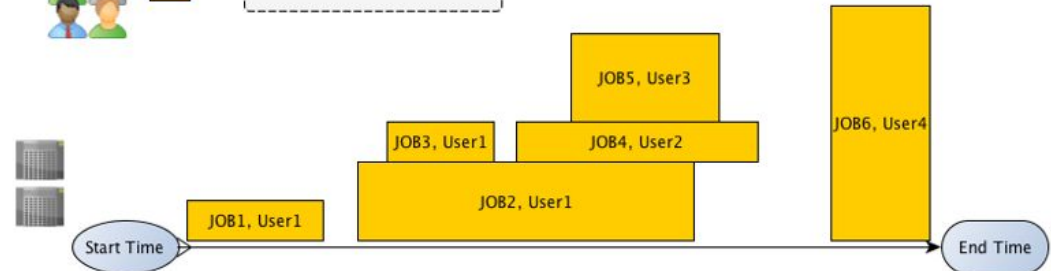 JOB5, User3
JOB3, User1
JOB4, User2
JOB6, User4
JOB2, User1
JOB1, User1
Start Time
End Time